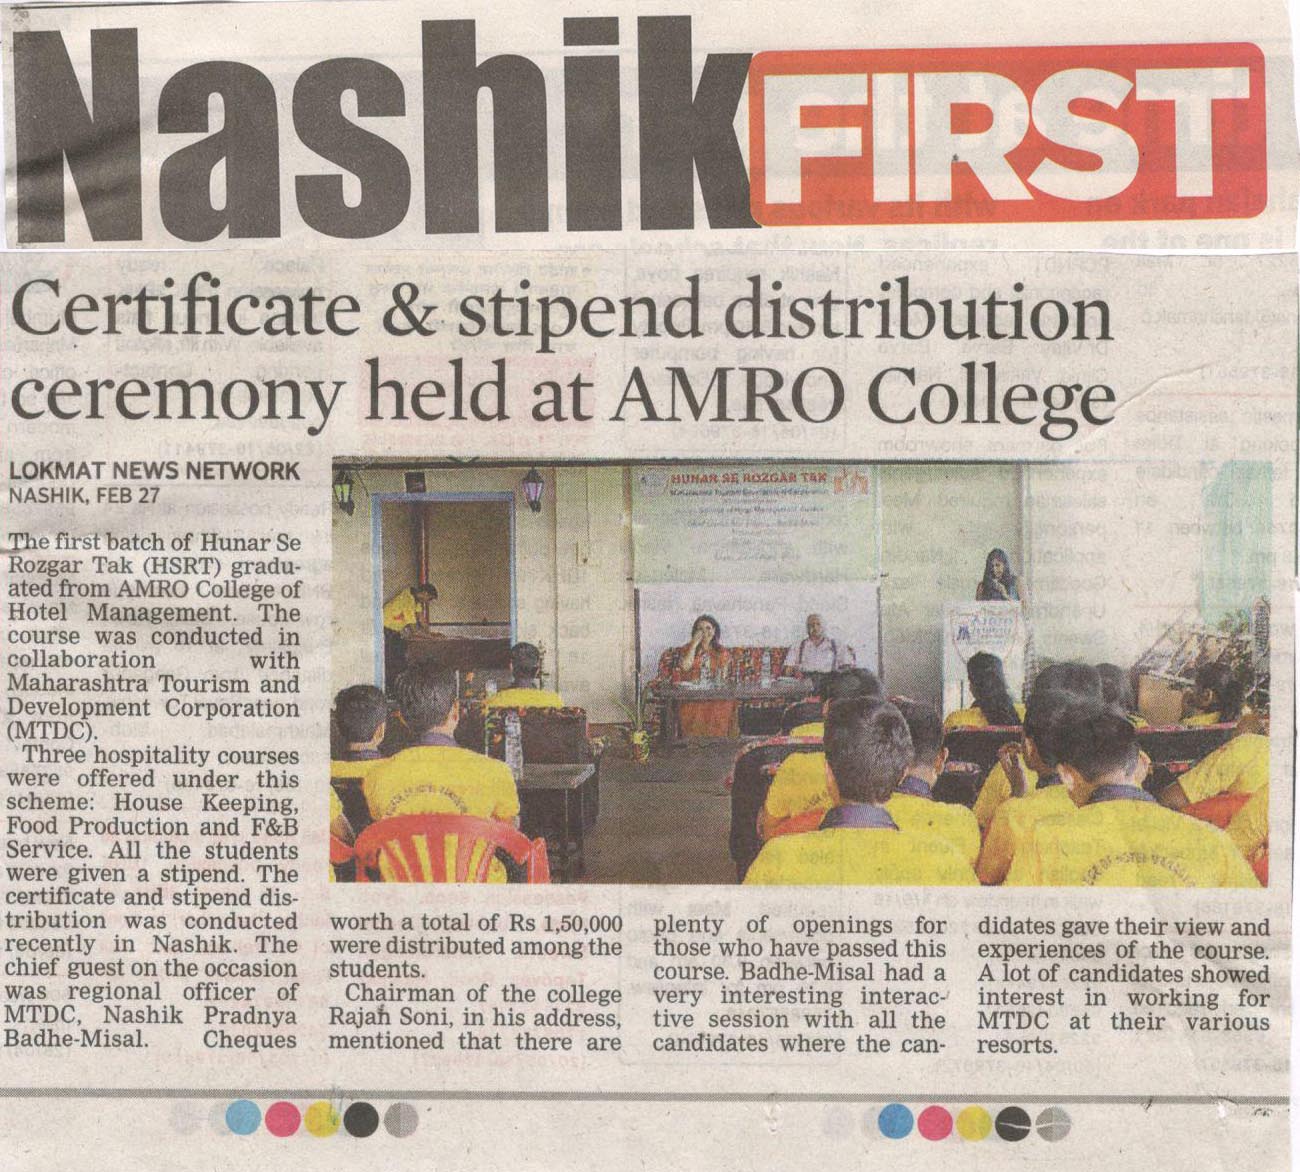 Nashik FIRST
Certificate & stipend distribution
ceremony held at AMRO College
LOKMAT NEWS NETWORK
NASHIK, FEB 27
The first batch of Hunar Se
Rozgar Tak (HSRT) gradu-
ated from AMRO College of
Hotel Management. The
course was conducted in
collaboration with
Maharashtra Tourism and
Development Corporation
(MTDC).
Three hospitality courses
were offered under this
scheme: House Keeping,
Food Production and F&B
Service. All the students
were given a stipend. The
certificate and stipend dis-
tribution was conducted
recently in Nashik. The
chief guest on the occasion
was regional officer of
MTDC, Nashik Pradnya
Badhe-Misal. Cheques
HUNAR SE ROZGAR TAK
worth a total of Rs 1,50,000
were distributed among the
students.
Chairman of the college
Rajan Soni, in his address,
mentioned that there are
plenty of openings for
those who have passed this
course. Badhe-Misal had a
very interesting interac-
tive session with all the
candidates where the can-
didates gave their view and
experiences of the course.
A lot of candidates showed
interest in working for
MTDC at their various
resorts.